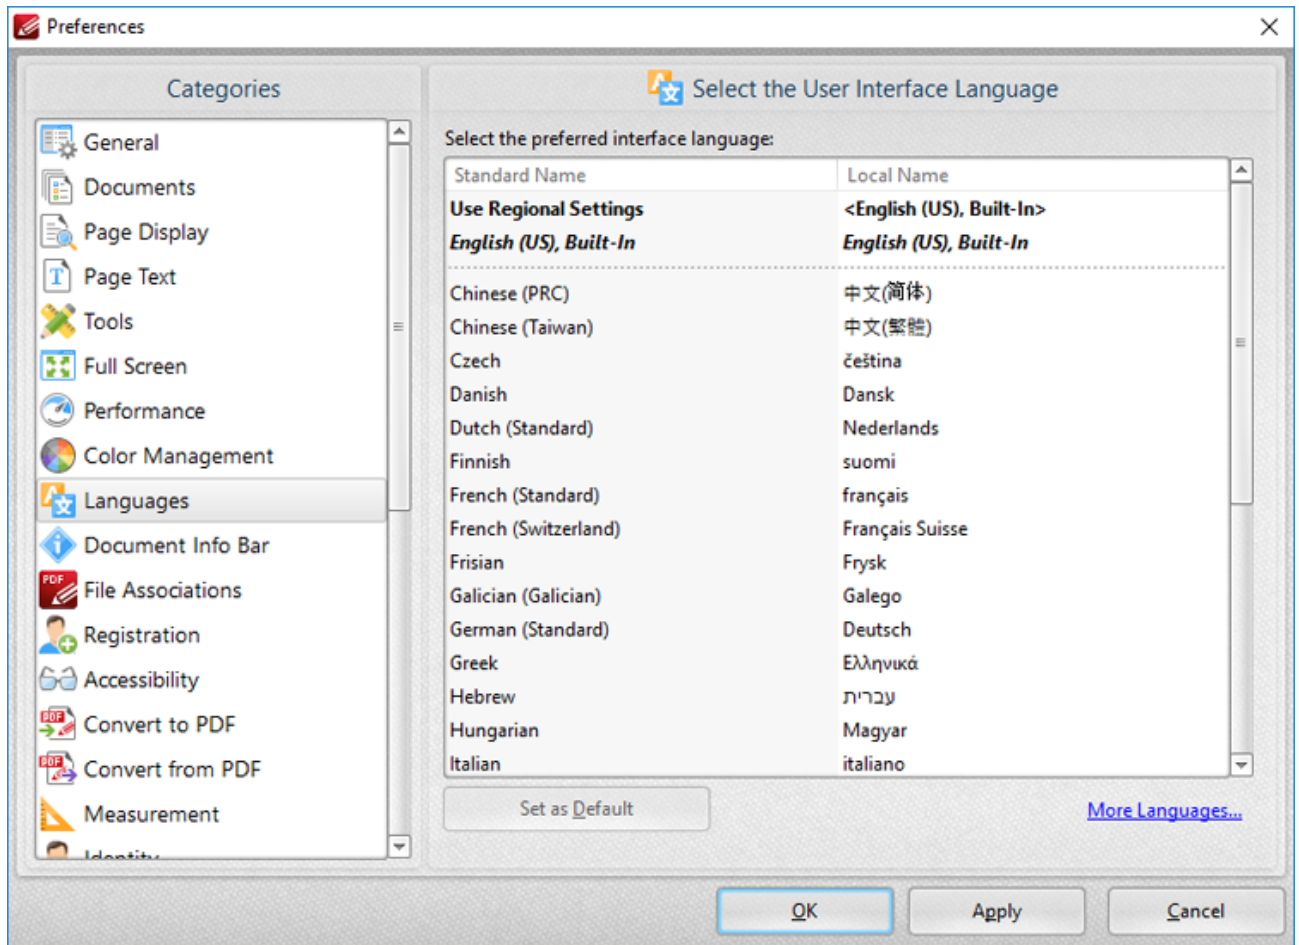 Preferences
Categories
General
Documents
Page Display
Page Text
Tools
Full Screen
Performance
Color Management
Languages
Document Info Bar
PDF
File Associations
Registration
Accessibility
PDF
Convert to PDF
PDF
Convert from PDF
Measurement
Identity
Select the User Interface Language
Select the preferred interface language:
Standard Name Local Name
Use Regional Settings <English (US), Built-In>
English (US), Built-In English (US), Built-In
Chinese (PRC) 中文(简体)
Chinese (Taiwan) 中文(繁體)
Czech čeština
Danish Dansk
Dutch (Standard) Nederlands
Finnish suomi
French (Standard) français
French (Switzerland) Français Suisse
Frisian Frysk
Galician (Galician) Galego
German (Standard) Deutsch
Greek Ελληνικά
Hebrew עברית
Hungarian Magyar
Italian italiano
Set as Default More Languages...
OK Apply Cancel